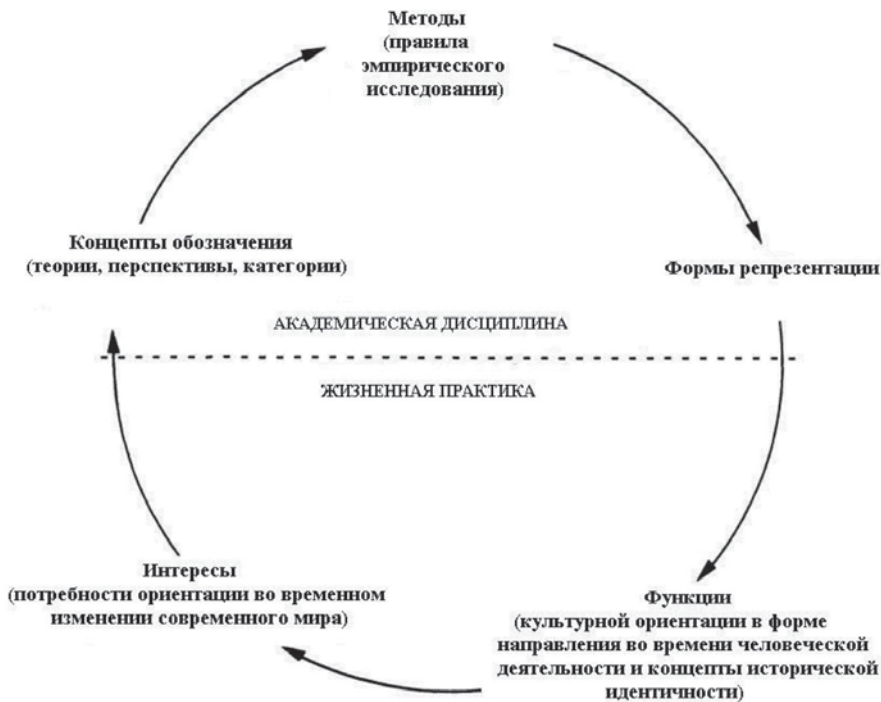 Методы
(правила
эмпирического
исследования)
Концепты обозначения
(теории, перспективы, категории)
Формы репрезентации
АКАДЕМИЧЕСКАЯ ДИСЦИПЛИНА
ЖИЗНЕННАЯ ПРАКТИКА
Интересы
(потребности ориентации во временном
изменении современного мира)
Функции
(культурной ориентации в форме
направления во времени человеческой
деятельности и концепты исторической
идентичности)